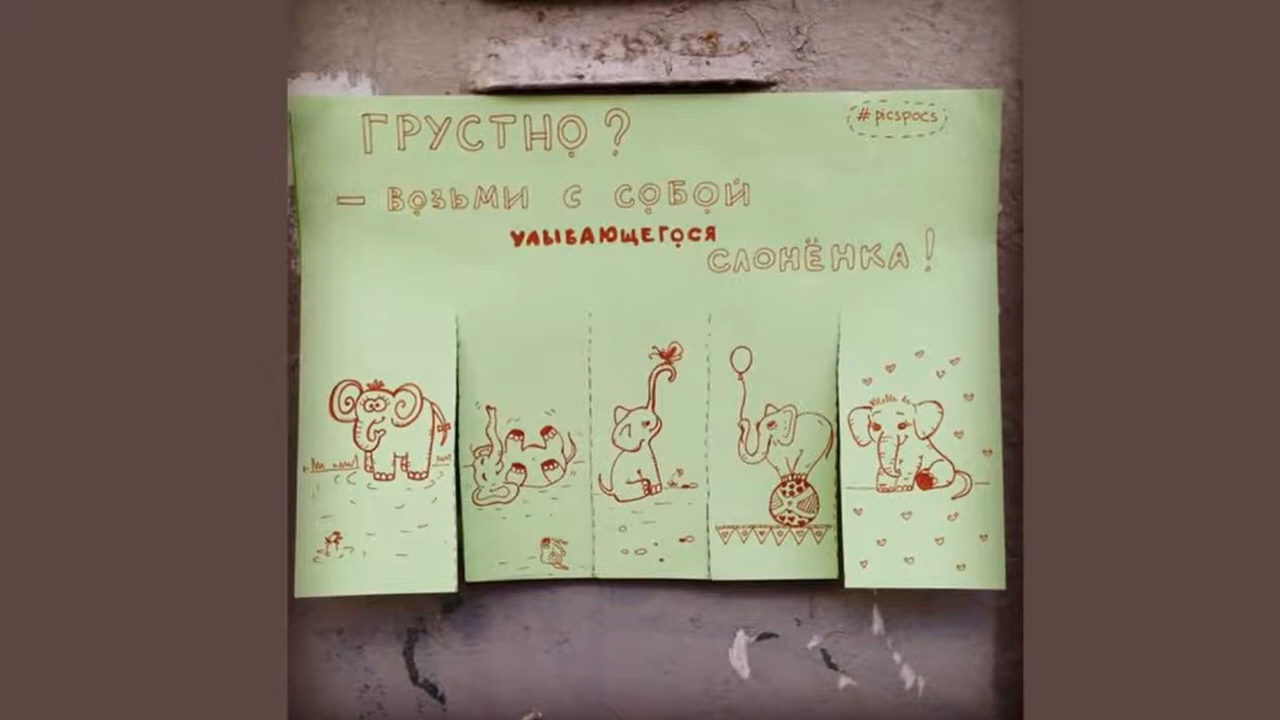 ГРУСТНО?
#picspocs
- ВОЗЬМИ С СОБОЙ
УЛЫБАЮЩЕГОСЯ
СЛОНЁНКА!